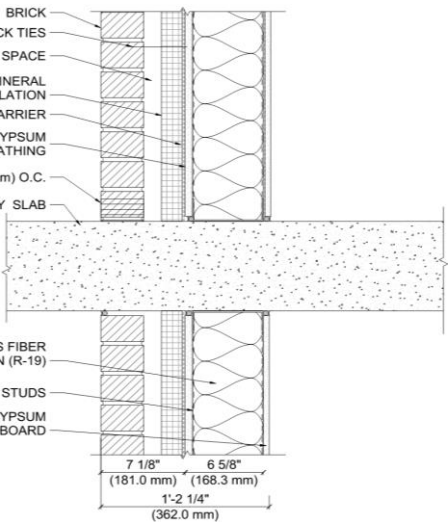 BRICK
CK TIES
SPACE
MINERAL
LATION
ARRIER
YPSUM
ATHING
m) O.C.
Y SLAB
S FIBER
N (R-19)
STUDS
YPSUM
BOARD
7 1/8" 6 5/8"
(181.0 mm) (168.3 mm)
1'-2 1/4"
(362.0 mm)